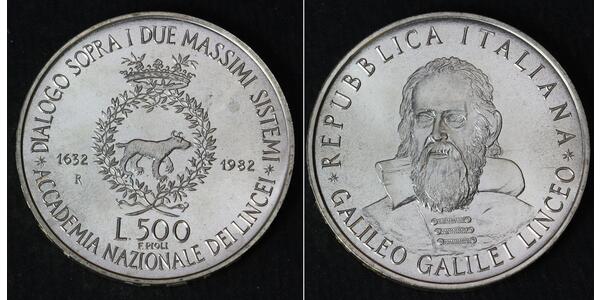 * DIALOGO SOPRA I DUE MASSIMI SISTEMI *
1632 1982
R
L.500
F.PIOLI
ACCADEMIA NAZIONALE DEI LINCEI
* REPUBBLICA ITALIANA *
GALILEO GALILEI LINCEO